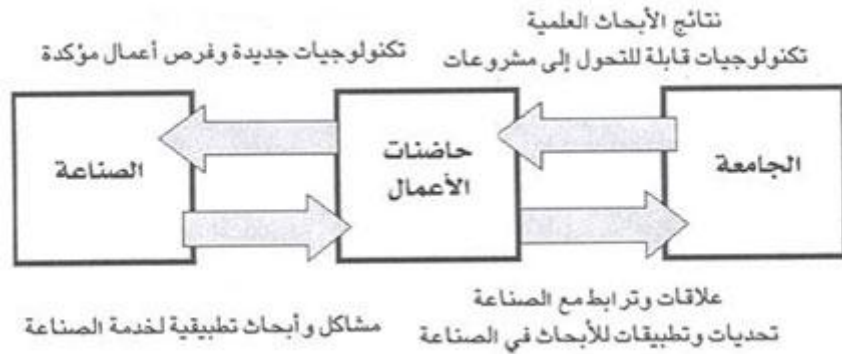 نتائج الأبحاث العلمية
تكنولوجيات قابلة للتحول إلى مشروعات
تكنولوجيات جديدة وفرص أعمال مؤكدة
الجامعة
حاضنات
الأعمال
الصناعة
علاقات وترابط مع الصناعة
تحديات وتطبيقات للأبحاث في الصناعة
مشاكل وأبحاث تطبيقية لخدمة الصناعة